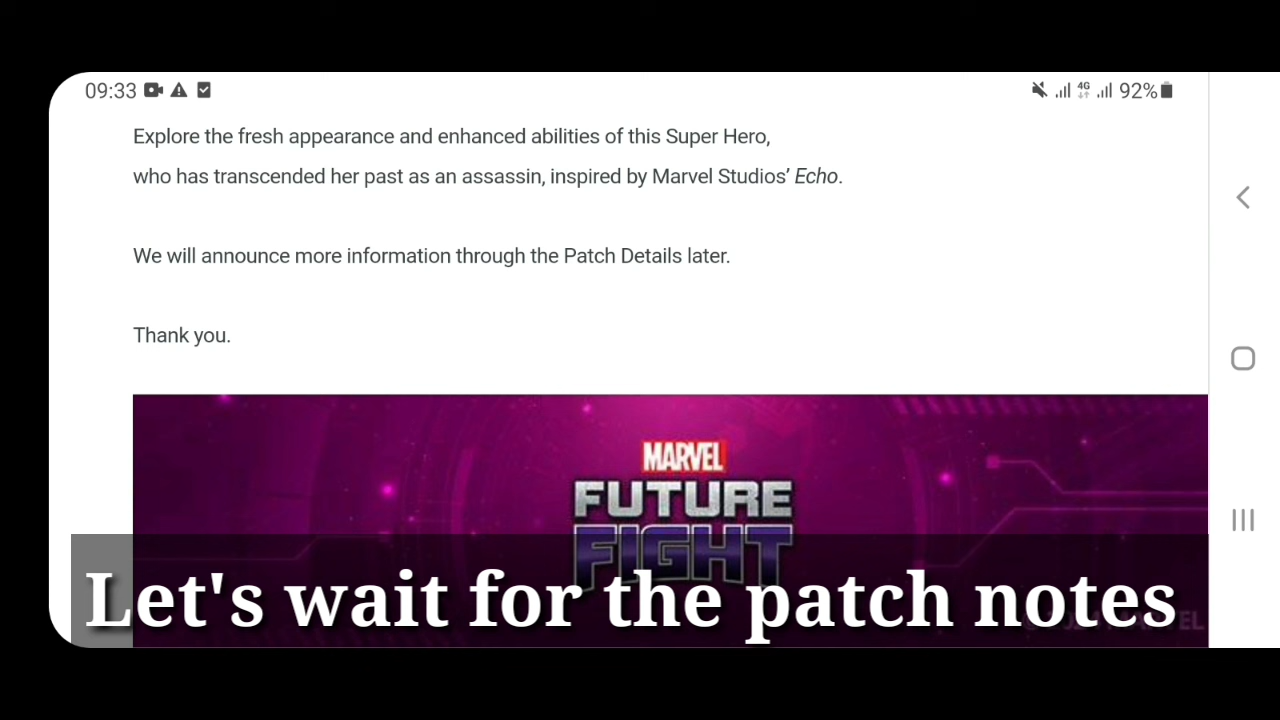 09:33 4G 92%
Explore the fresh appearance and enhanced abilities of this Super Hero,
who has transcended her past as an assassin, inspired by Marvel Studios’ Echo.
We will announce more information through the Patch Details later.
Thank you.
MARVEL
FUTURE
FIGHT
Let's wait for the patch notes